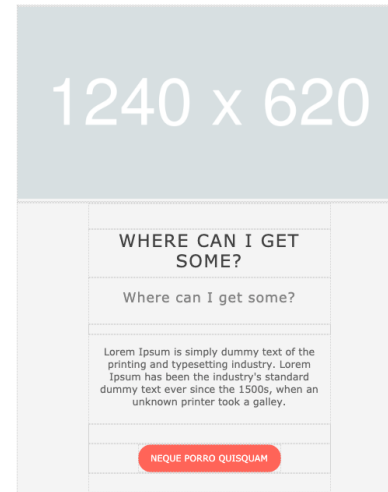 1240 x 620
WHERE CAN I GET
SOME?
Where can I get some?
Lorem Ipsum is simply dummy text of the
printing and typesetting industry. Lorem
Ipsum has been the industry's standard
dummy text ever since the 1500s, when an
unknown printer took a galley.
NEQUE PORRO QUISQUAM